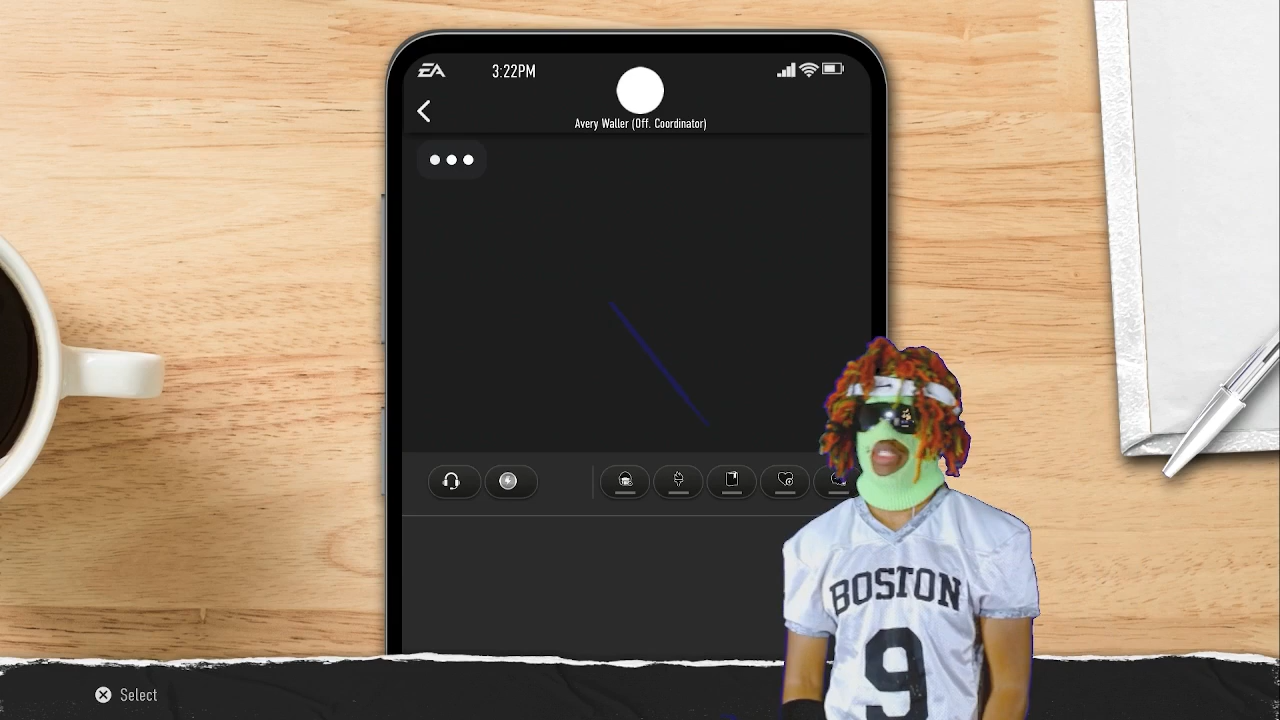 EA
3:22PM
Avery Waller (Off. Coordinator)
BOSTON
9
Select